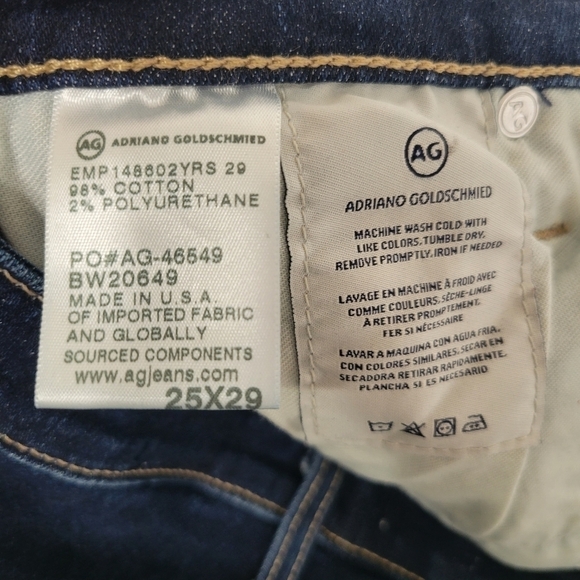 AG ADRIANO GOLDSCHMIED
EMP148602YRS 29
98% COTTON
2% POLYURETHANE
PO#AG-46549
BW20649
MADE IN U.S.A.
OF IMPORTED FABRIC
AND GLOBALLY
SOURCED COMPONENTS
www.agjeans.com
25X29
AG
ADRIANO GOLDSCHMIED
MACHINE WASH COLD WITH
LIKE COLORS. TUMBLE DRY.
REMOVE PROMPTLY. IRON IF NEEDED
LAVAGE EN MACHINE À FROID AVEC
COMME COULEURS. SÈCHE-LINGE
À RETIRER PROMPTEMENT.
FER SI NÉCESSAIRE
LAVAR A MAQUINA CON AGUA FRIA.
CON COLORES SIMILARES. SECAR EN
SECADORA RETIRAR RAPIDAMENTE.
PLANCHA SI ES NECESARIO